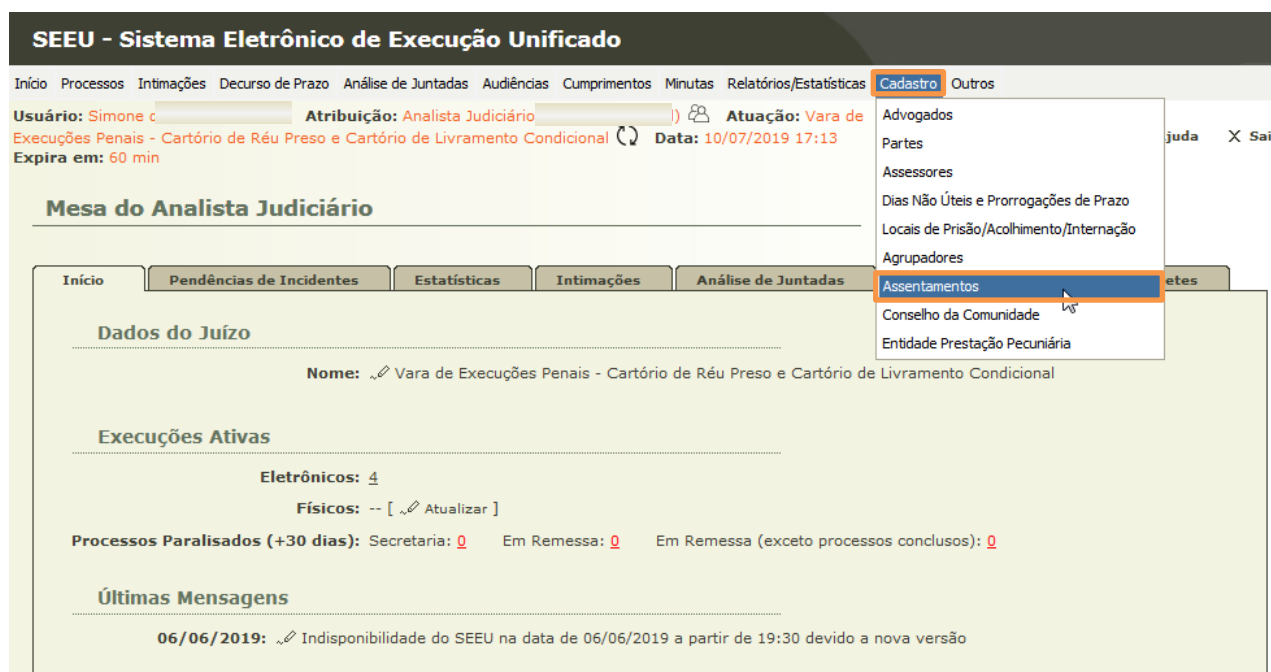 SEEU - Sistema Eletrônico de Execução Unificado
Início Processos Intimações Decurso de Prazo Análise de Juntadas Audiências Cumprimentos Minutas Relatórios/Estatísticas Cadastro Outros
Usuário: Simone Atribuição: Analista Judiciário ) Atuação: Vara de
Execuções Penais - Cartório de Réu Preso e Cartório de Livramento Condicional Data: 10/07/2019 17:13
juda X Sai
Expira em: 60 min
Advogados
Partes
Assessores
Dias Não Úteis e Prorrogações de Prazo
Locais de Prisão/Acolhimento/Internação
Agrupadores
Assentamentos
Conselho da Comunidade
Entidade Prestação Pecuniária
Mesa do Analista Judiciário
Início Pendências de Incidentes Estatísticas Intimações Análise de Juntadas etes
Dados do Juízo
Nome: Vara de Execuções Penais - Cartório de Réu Preso e Cartório de Livramento Condicional
Execuções Ativas
Eletrônicos: 4
Físicos: -- [ Atualizar ]
Processos Paralisados (+30 dias): Secretaria: 0 Em Remessa: 0 Em Remessa (exceto processos conclusos): 0
Últimas Mensagens
06/06/2019: Indisponibilidade do SEEU na data de 06/06/2019 a partir de 19:30 devido a nova versão